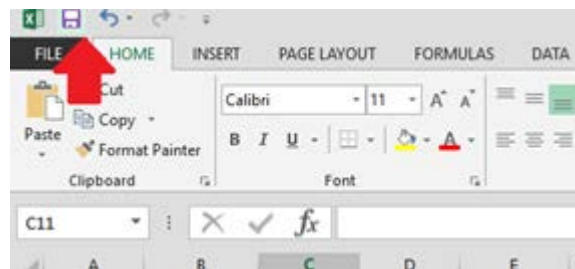 FILE HOME INSERT PAGE LAYOUT FORMULAS DATA
Cut
Calibri 11 A A
Copy
Paste
B I U A
Format Painter
Clipboard Font
C11 fx
A B C D E